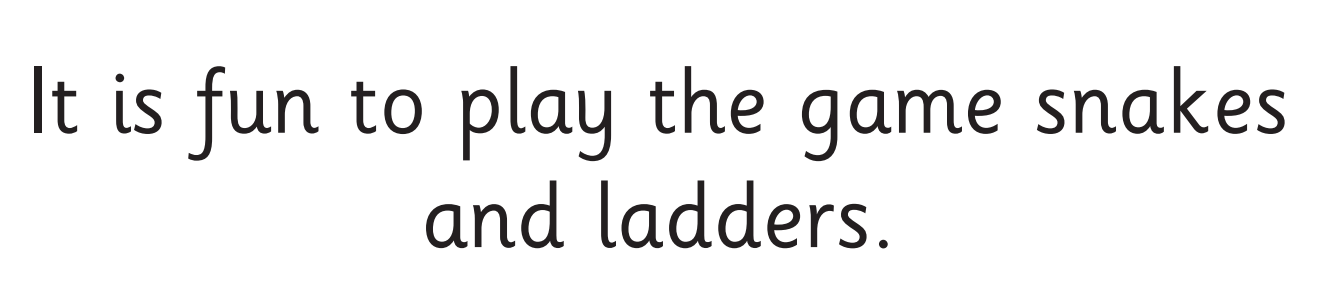 It is fun to play the game snakes
and ladders.